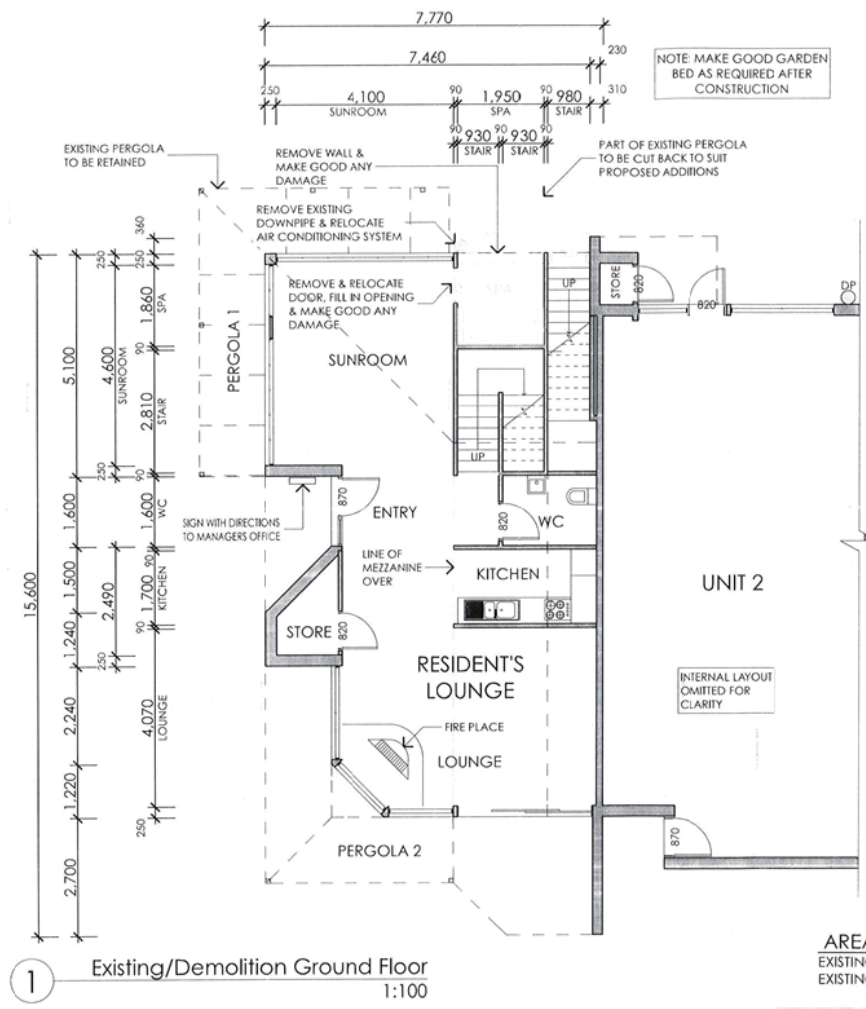 7,770
7,460
230
NOTE: MAKE GOOD GARDEN
BED AS REQUIRED AFTER
CONSTRUCTION
250
4,100
90
1,950
90
980
310
SUNROOM
SPA
STAIR
90
930
90
930
90
STAIR
STAIR
EXISTING PERGOLA
TO BE RETAINED
REMOVE WALL &
MAKE GOOD ANY
DAMAGE
PART OF EXISTING PERGOLA
TO BE CUT BACK TO SUIT
PROPOSED ADDITIONS
REMOVE EXISTING
DOWNPIPE & RELOCATE
AIR CONDITIONING SYSTEM
REMOVE & RELOCATE
DOOR, FILL IN OPENING
& MAKE GOOD ANY
DAMAGE
SPA
UP
STORE
820
820
DP
PERGOLA 1
SUNROOM
UP
360
250
250
1,860
SPA
90
5,100
4,600
SUNROOM
2,810
STAIR
250
90
1,600
1,600
WC
15,600
1,500
2,490
90
1,700
KITCHEN
1,240
250
90
2,240
4,070
LOUNGE
1,220
250
2,700
SIGN WITH DIRECTIONS
TO MANAGERS OFFICE
870
ENTRY
820
WC
LINE OF
MEZZANINE
OVER
KITCHEN
UNIT 2
STORE
820
RESIDENT'S
LOUNGE
INTERNAL LAYOUT
OMITTED FOR
CLARITY
FIRE PLACE
LOUNGE
PERGOLA 2
870
1
Existing/Demolition Ground Floor
1:100
AREA
EXISTING
EXISTING